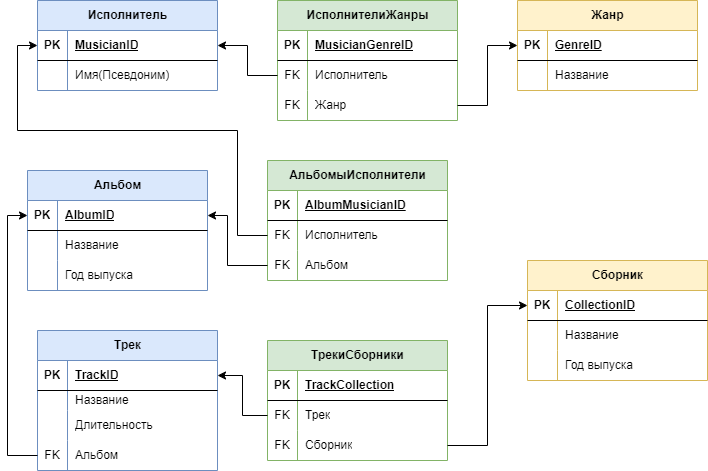 Исполнитель
PK MusicianID
Имя(Псевдоним)
ИсполнителиЖанры
PK MusicianGenreID
FK Исполнитель
FK Жанр
Жанр
PK GenreID
Название
Альбом
PK AlbumID
Название
Год выпуска
АльбомыИсполнители
PK AlbumMusicianID
FK Исполнитель
FK Альбом
Сборник
PK CollectionID
Название
Год выпуска
Трек
PK TrackID
Название
Длительность
FK Альбом
ТрекиСборники
PK TrackCollection
FK Трек
FK Сборник